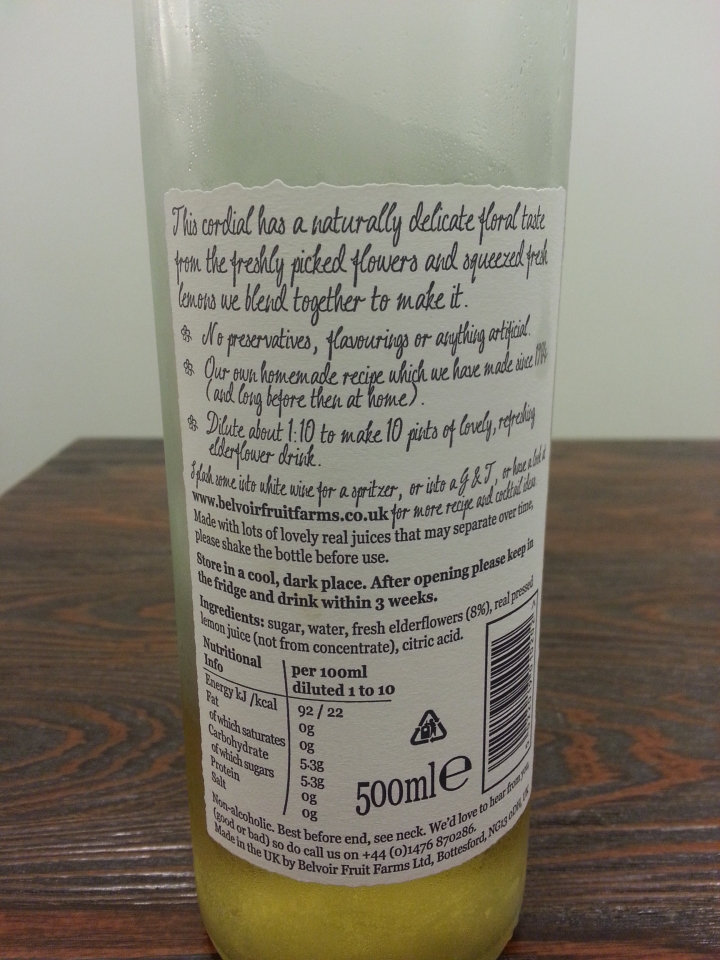 This cordial has a naturally delicate floral taste
from the freshly picked flowers and squeezed fresh
lemons we blend together to make it.
No preservatives, flavourings or anything artificial.
Our own homemade recipe which we have made since 1984
(and long before then at home).
Dilute about 1:10 to make 10 pints of lovely, refreshing
elderflower drink.
Splash some into white wine for a spritzer, or into a G & T, or have a look at
www.belvoirfruitfarms.co.uk for more recipe and cocktail ideas.
Made with lots of lovely real juices that may separate over time,
please shake the bottle before use.
Store in a cool, dark place. After opening please keep in
the fridge and drink within 3 weeks.
Ingredients: sugar, water, fresh elderflowers (8%), real pressed
lemon juice (not from concentrate), citric acid.
Nutritional Info per 100ml diluted 1 to 10
Energy kJ /kcal 92 / 22
Fat 0g
of which saturates 0g
Carbohydrate 5.3g
of which sugars 5.3g
Protein 0g
Salt 0g
500ml e
Non-alcoholic. Best before end, see neck. We'd love to hear from you,
(good or bad) so do call us on +44 (0)1476 870286.
Made in the UK by Belvoir Fruit Farms Ltd, Bottesford, NG13 0DH, UK